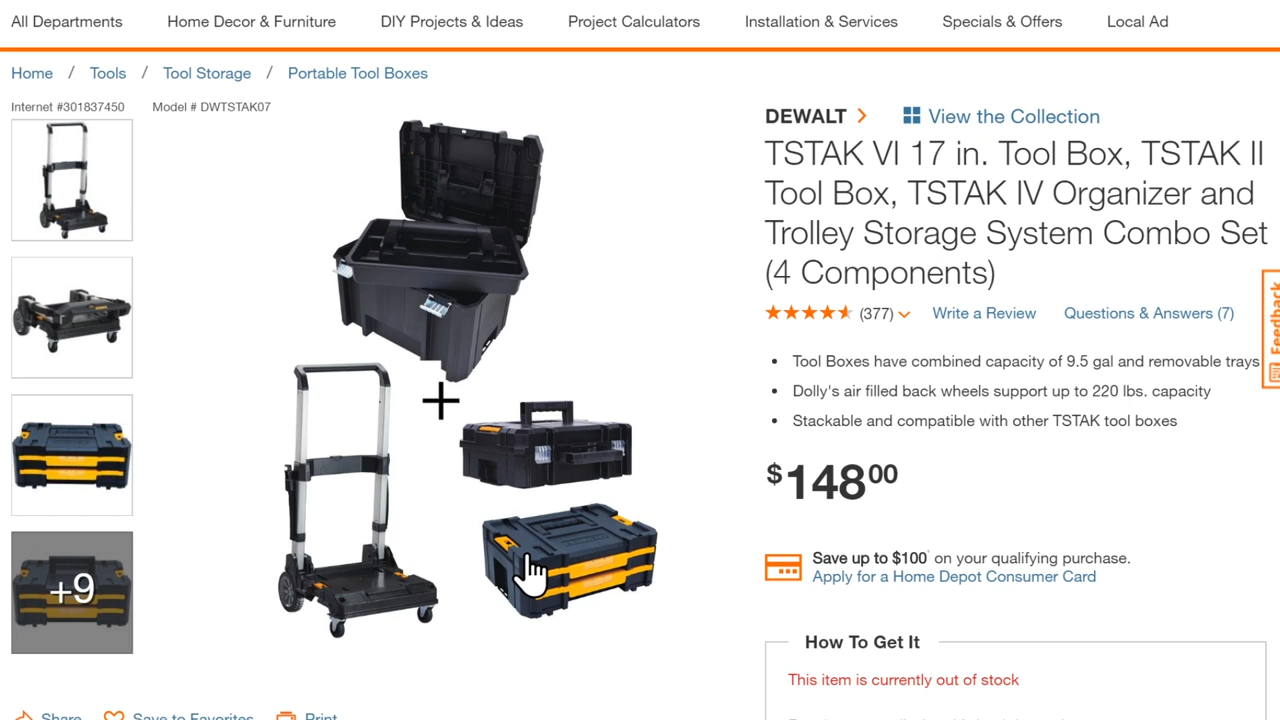 All Departments Home Decor & Furniture DIY Projects & Ideas Project Calculators Installation & Services Specials & Offers Local Ad
Home / Tools / Tool Storage / Portable Tool Boxes
Internet #301837450 Model # DWTSTAK07
DEWALT View the Collection
TSTAK VI 17 in. Tool Box, TSTAK II
Tool Box, TSTAK IV Organizer and
Trolley Storage System Combo Set
(4 Components)
(377) Write a Review Questions & Answers (7)
Feedback
• Tool Boxes have combined capacity of 9.5 gal and removable trays
• Dolly's air filled back wheels support up to 220 lbs. capacity
• Stackable and compatible with other TSTAK tool boxes
+
$148.00
Save up to $100° on your qualifying purchase.
Apply for a Home Depot Consumer Card
+9
How To Get It
This item is currently out of stock
Share Save to Favorites Print